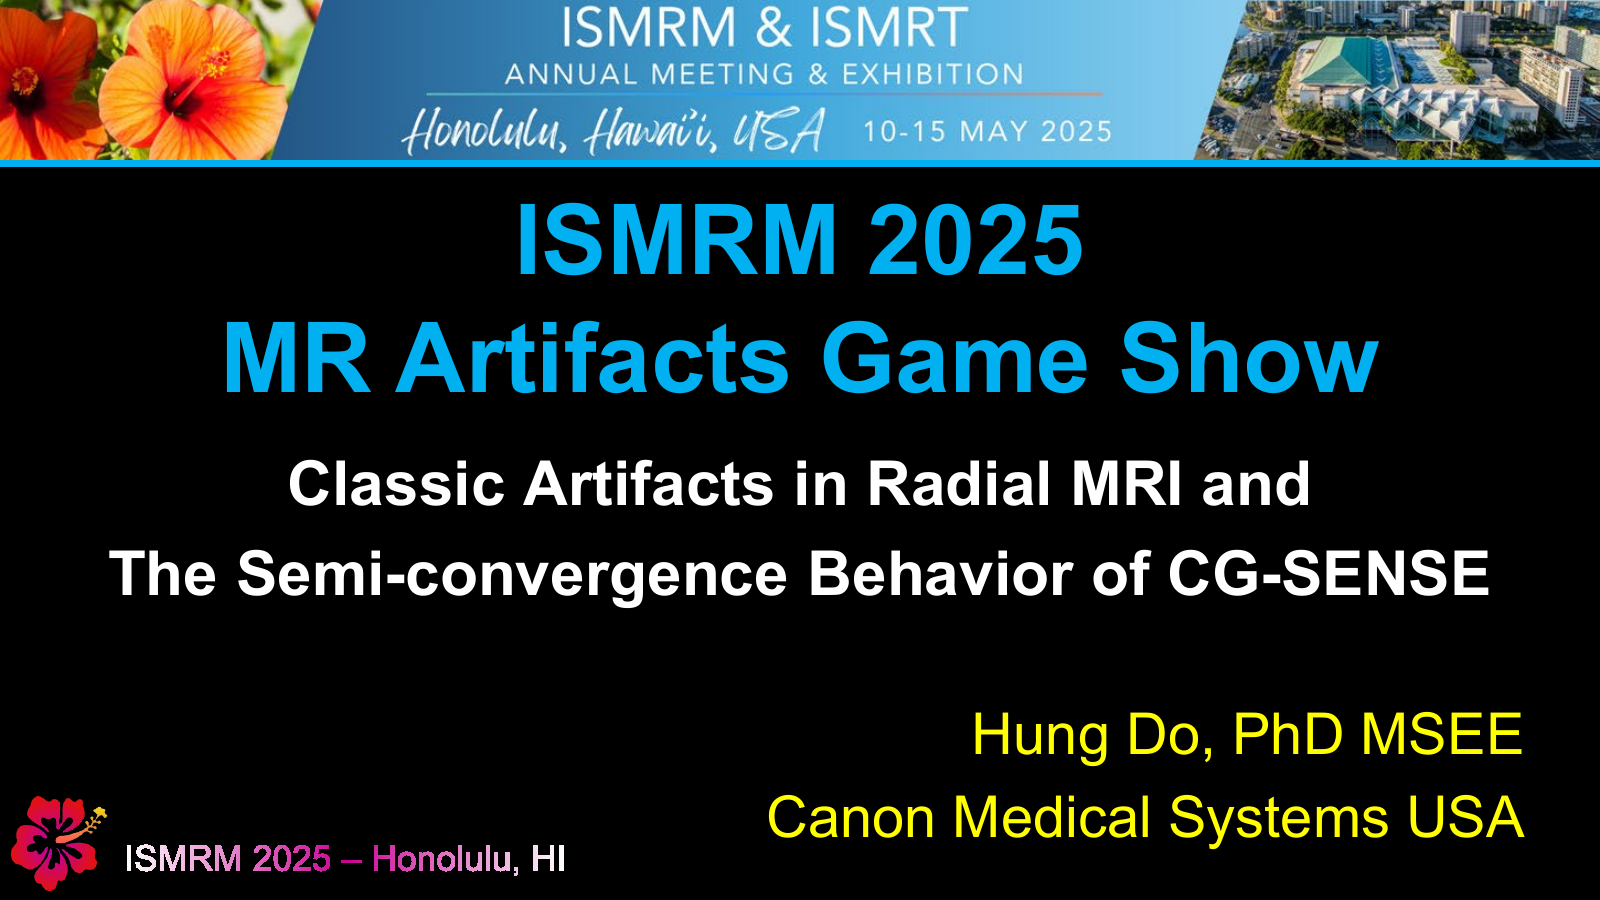 ISMRM & ISMRT
ANNUAL MEETING & EXHIBITION
Honolulu, Hawai'i, USA 10-15 MAY 2025
ISMRM 2025
MR Artifacts Game Show
Classic Artifacts in Radial MRI and
The Semi-convergence Behavior of CG-SENSE
Hung Do, PhD MSEE
Canon Medical Systems USA
ISMRM 2025 – Honolulu, HI